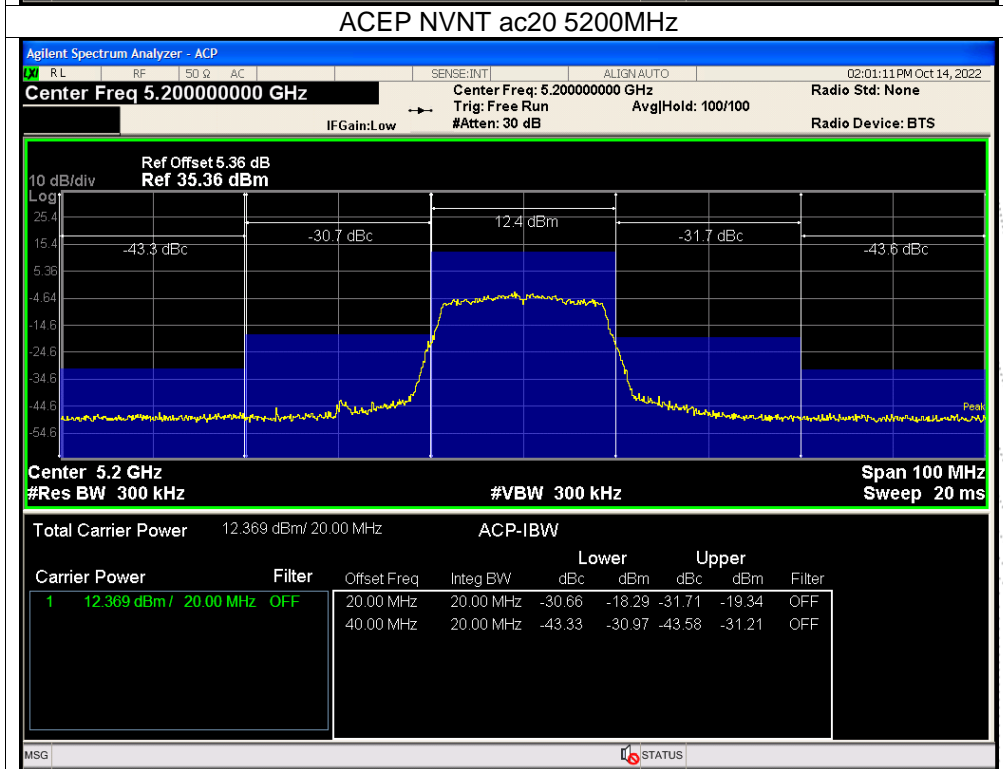 ACEP NVNT ac20 5200MHz
Agilent Spectrum Analyzer - ACP
LXI RL RF 50 Ω AC SENSE:INT ALIGN AUTO 02:01:11 PM Oct 14, 2022
Center Freq 5.200000000 GHz Center Freq: 5.200000000 GHz Radio Std: None
Trig: Free Run Avg|Hold: 100/100
IFGain:Low #Atten: 30 dB Radio Device: BTS
Ref Offset 5.36 dB
10 dB/div Ref 35.36 dBm
Log
25.4
15.4
5.36
-4.64
-14.6
-24.6
-34.6
-44.6
-54.6
-43.3 dBc -30.7 dBc 12.4 dBm -31.7 dBc -43.6 dBc
Peak
Center 5.2 GHz Span 100 MHz
#Res BW 300 kHz #VBW 300 kHz Sweep 20 ms
Total Carrier Power 12.369 dBm/ 20.00 MHz ACP-IBW
Lower Upper
Carrier Power Filter Offset Freq Integ BW dBc dBm dBc dBm Filter
1 12.369 dBm / 20.00 MHz OFF 20.00 MHz 20.00 MHz -30.66 -18.29 -31.71 -19.34 OFF
40.00 MHz 20.00 MHz -43.33 -30.97 -43.58 -31.21 OFF
MSG STATUS